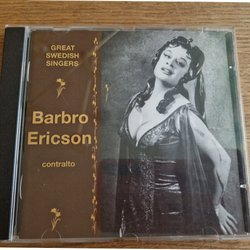 GREAT
SWEDISH
SINGERS
Barbro
Ericson
contralto